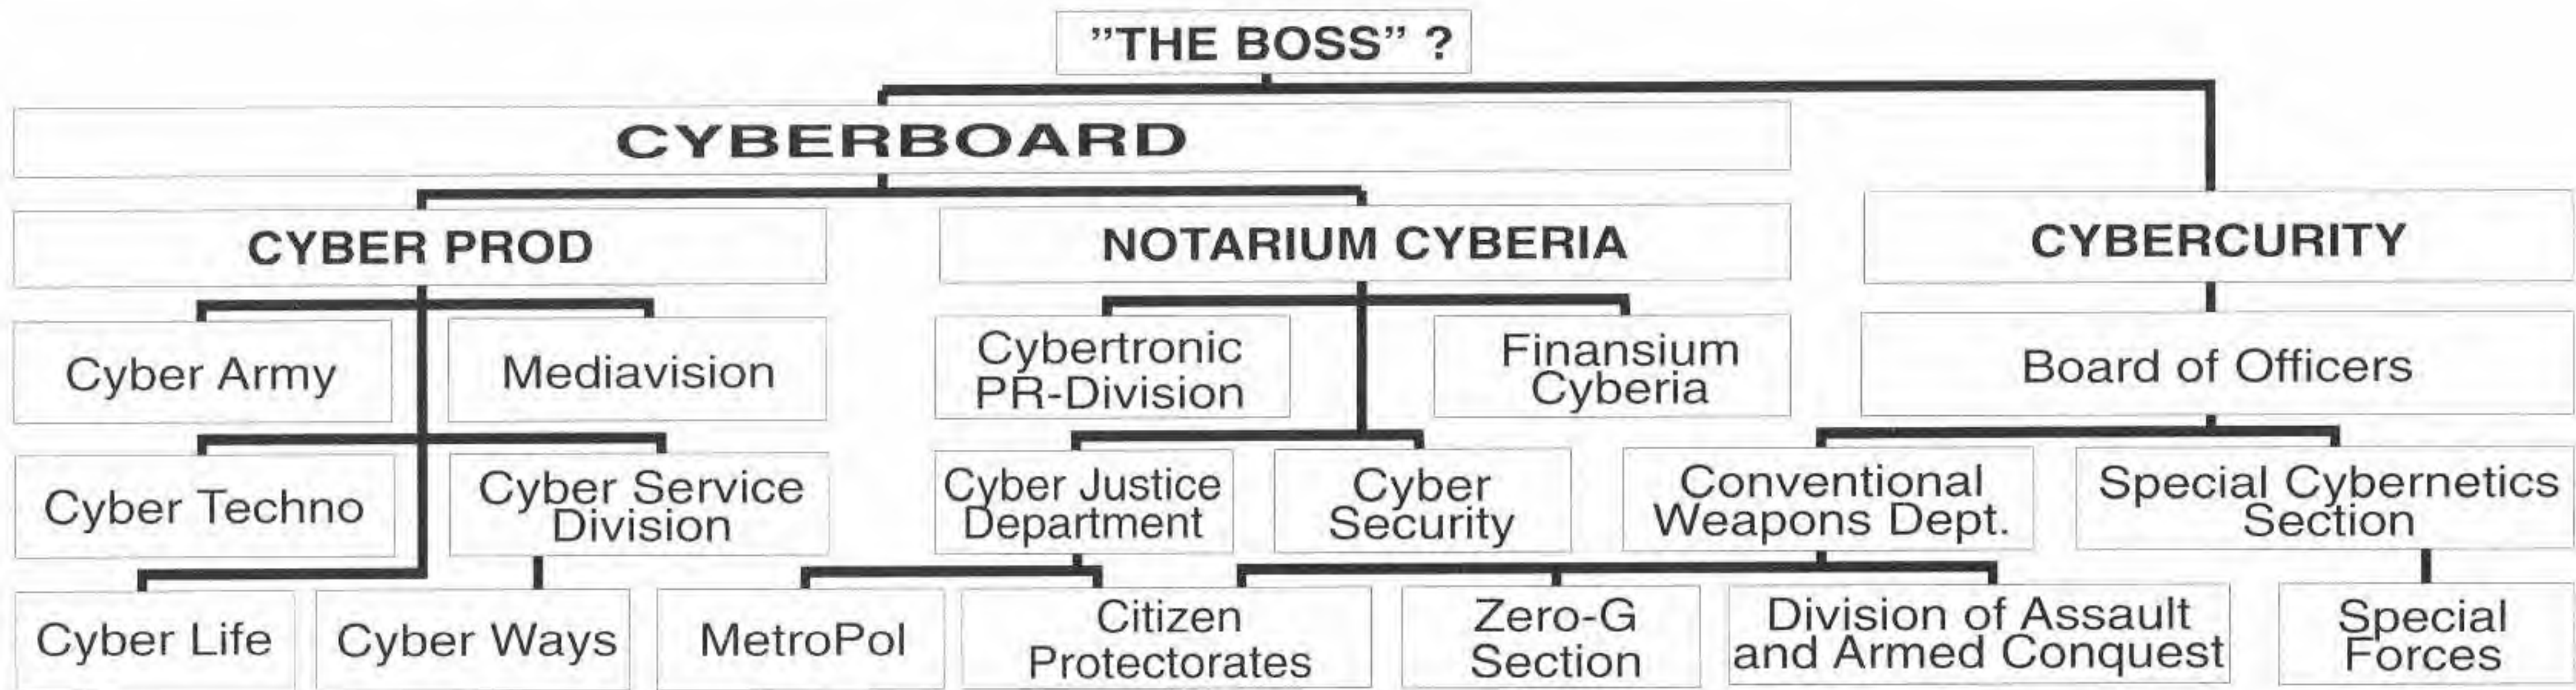 ”THE BOSS” ?
CYBERBOARD
CYBER PROD
NOTARIUM CYBERIA
CYBERCURITY
Cyber Army
Mediavision
Cybertronic
PR-Division
Finansium
Cyberia
Board of Officers
Cyber Techno
Cyber Service
Division
Cyber Justice
Department
Cyber
Security
Conventional
Weapons Dept.
Special Cybernetics
Section
Cyber Life
Cyber Ways
MetroPol
Citizen
Protectorates
Zero-G
Section
Division of Assault
and Armed Conquest
Special
Forces